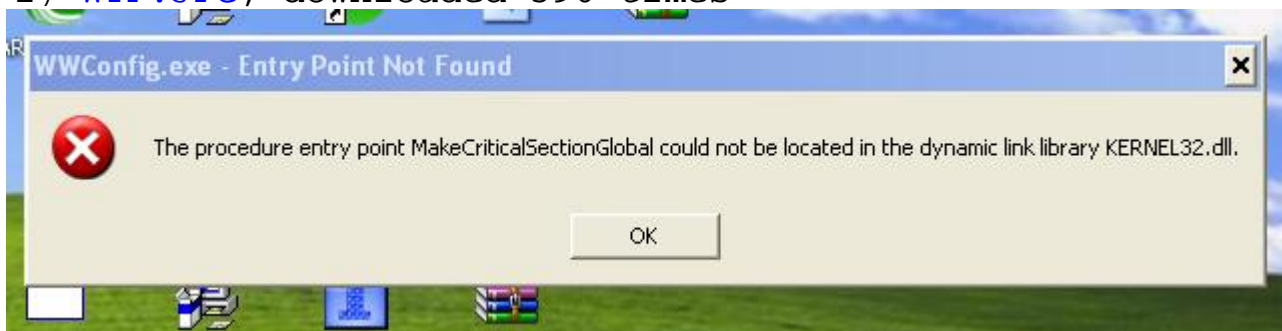 WWConfig.exe - Entry Point Not Found
The procedure entry point MakeCriticalSectionGlobal could not be located in the dynamic link library KERNEL32.dll.
OK